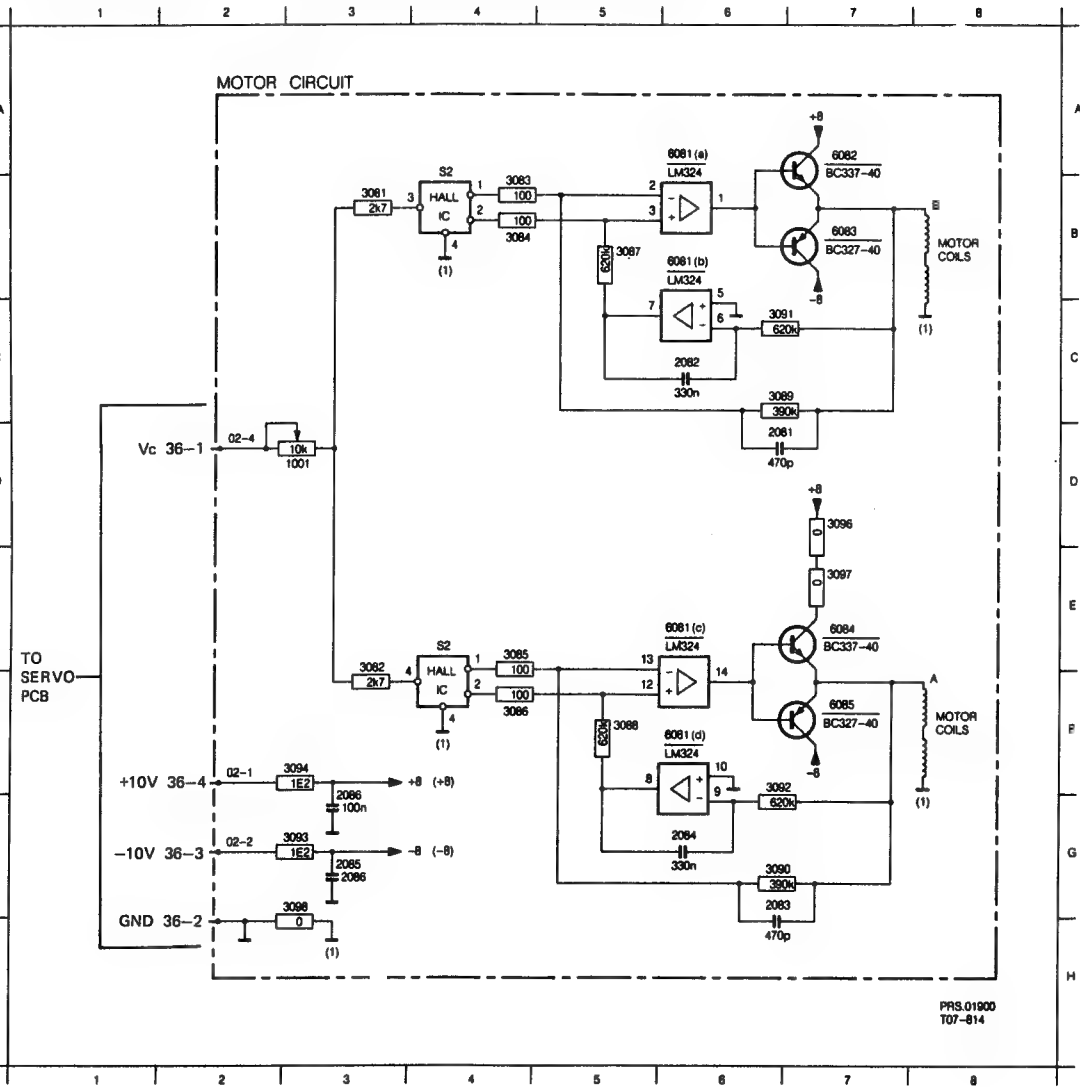 1 2 3 4 5 6 7 8
A A
MOTOR CIRCUIT
+8
6082
BC337-40
6081 (a)
LM324
S2
HALL
IC
3081
2k7
3
1
2
4
(1)
3083
100
100
3084
2
3
-
+
1
6083
BC327-40
-8
B
MOTOR
COILS
(1)
B
3087
620k
6081 (b)
LM324
7
5
6
+
-
3091
620k
2082
330n
C
3089
390k
2081
470p
Vc 36-1
02-4
10k
1001
D
+8
3096
0
3097
0
E
6084
BC337-40
6081 (c)
LM324
S2
HALL
IC
3082
2k7
4
1
2
4
(1)
3085
100
100
3086
13
12
-
+
14
6085
BC327-40
-8
A
MOTOR
COILS
(1)
TO
SERVO
PCB
F
3088
620k
6081 (d)
LM324
8
10
9
+
-
3092
620k
2084
330n
+10V 36-4
02-1
3094
1E2
+8 (+8)
2086
100n
-10V 36-3
02-2
3093
1E2
-8 (-8)
2085
2086
G
3090
390k
2083
470p
GND 36-2
3098
0
(1)
H
PRS.01900
T07-814
1 2 3 4 5 6 7 8